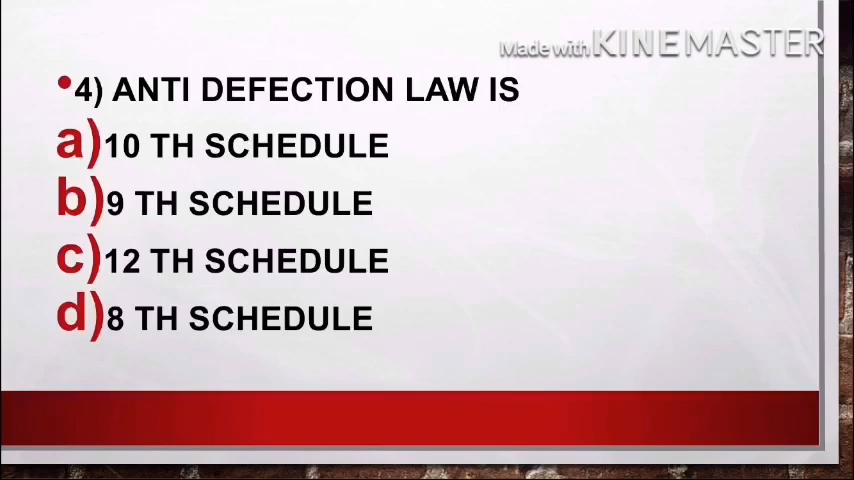 Made with KINEMASTER
•4) ANTI DEFECTION LAW IS
a)10 TH SCHEDULE
b)9 TH SCHEDULE
c)12 TH SCHEDULE
d)8 TH SCHEDULE